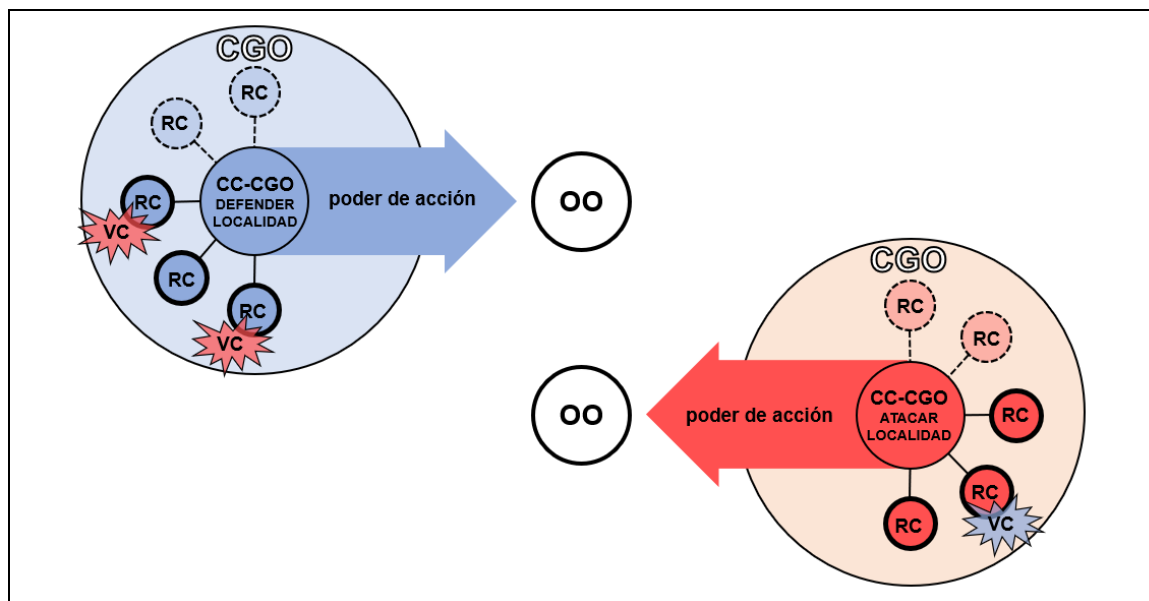 CGO
RC
RC
CC-CGO
DEFENDER
LOCALIDAD
poder de acción
OO
RC
VC
RC
RC
VC
CGO
RC
RC
OO
poder de acción
CC-CGO
ATACAR
LOCALIDAD
RC
RC
VC
RC